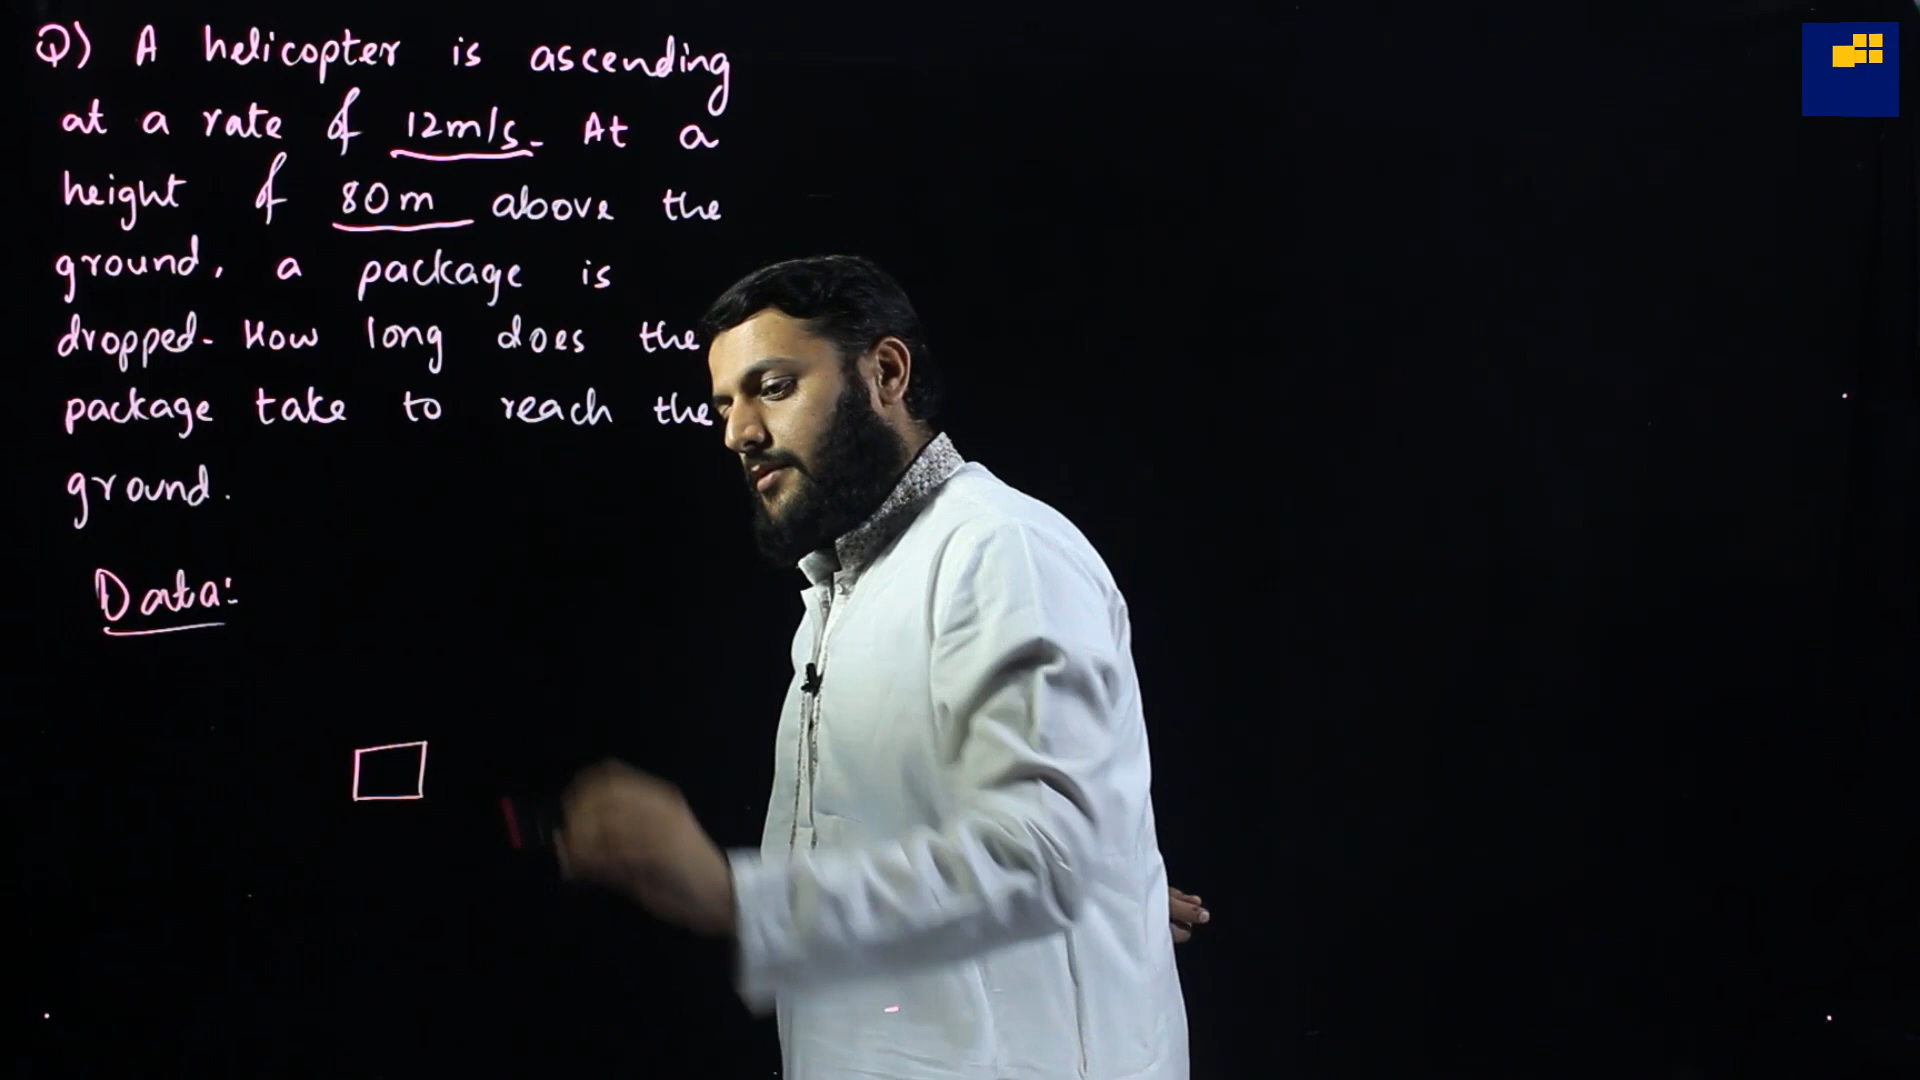 Q) A helicopter is ascending
at a rate of 12m/s. At a
height of 80m above the
ground, a package is
dropped. How long does the
package take to reach the
ground.
Data: